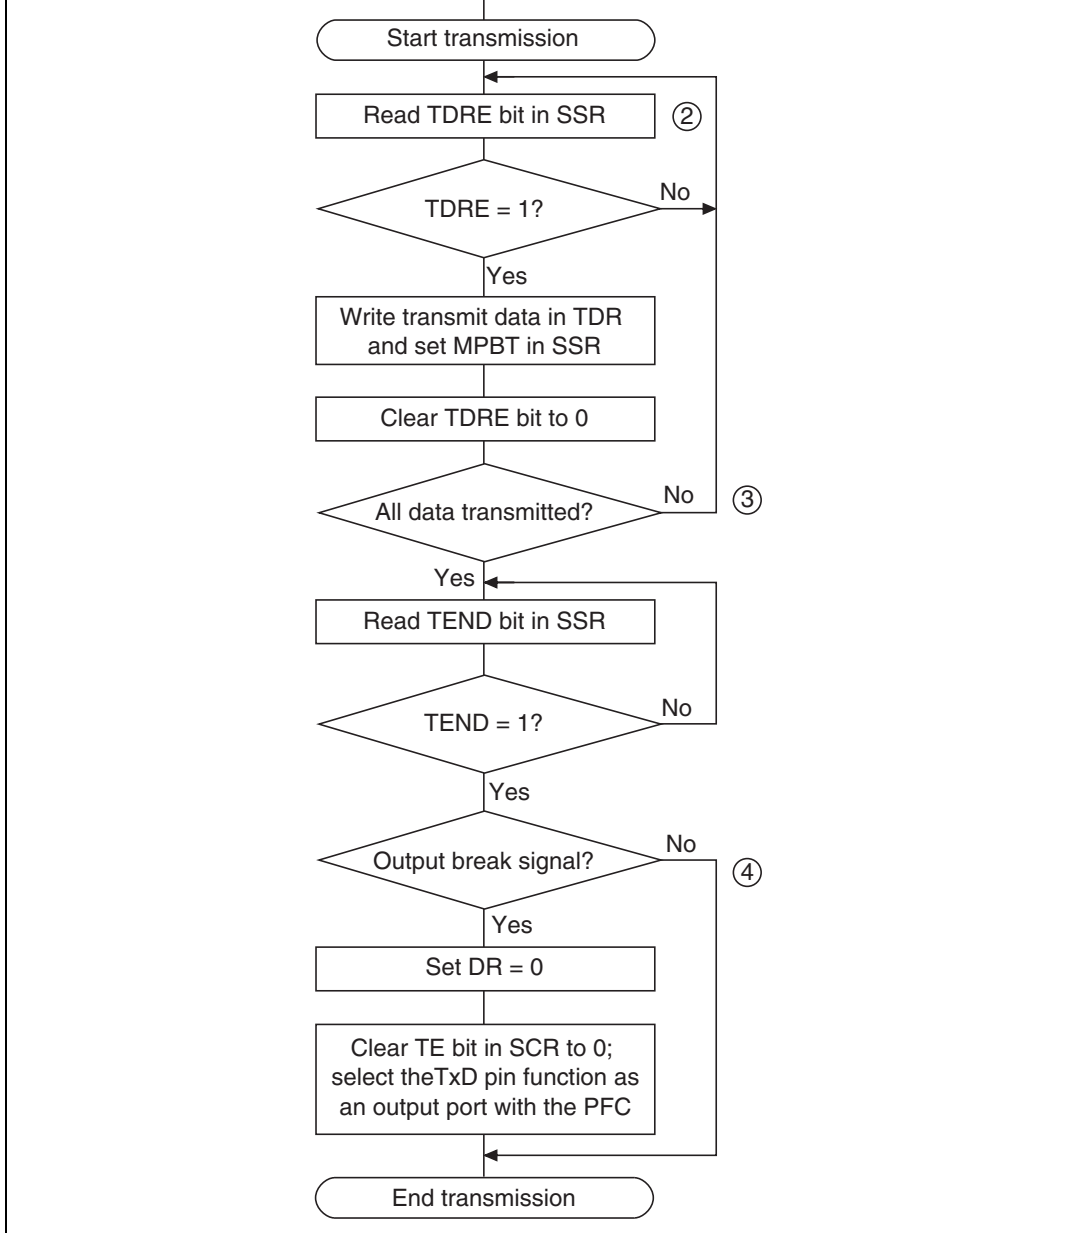 Start transmission
Read TDRE bit in SSR
②
TDRE = 1?
No
Yes
Write transmit data in TDR
and set MPBT in SSR
Clear TDRE bit to 0
All data transmitted?
No
③
Yes
Read TEND bit in SSR
TEND = 1?
No
Yes
Output break signal?
No
④
Yes
Set DR = 0
Clear TE bit in SCR to 0;
select theTxD pin function as
an output port with the PFC
End transmission